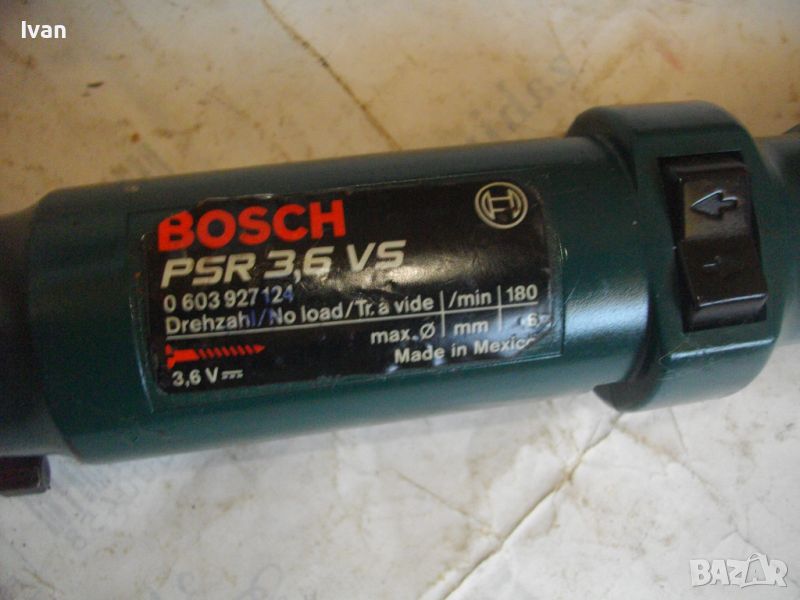 Ivan
BOSCH
PSR 3,6 VS
0 603 927 124
Drehzahl/No load/Tr. à vide /min 180
max. Ø mm 6
Made in Mexico
3,6 V
BAZAR